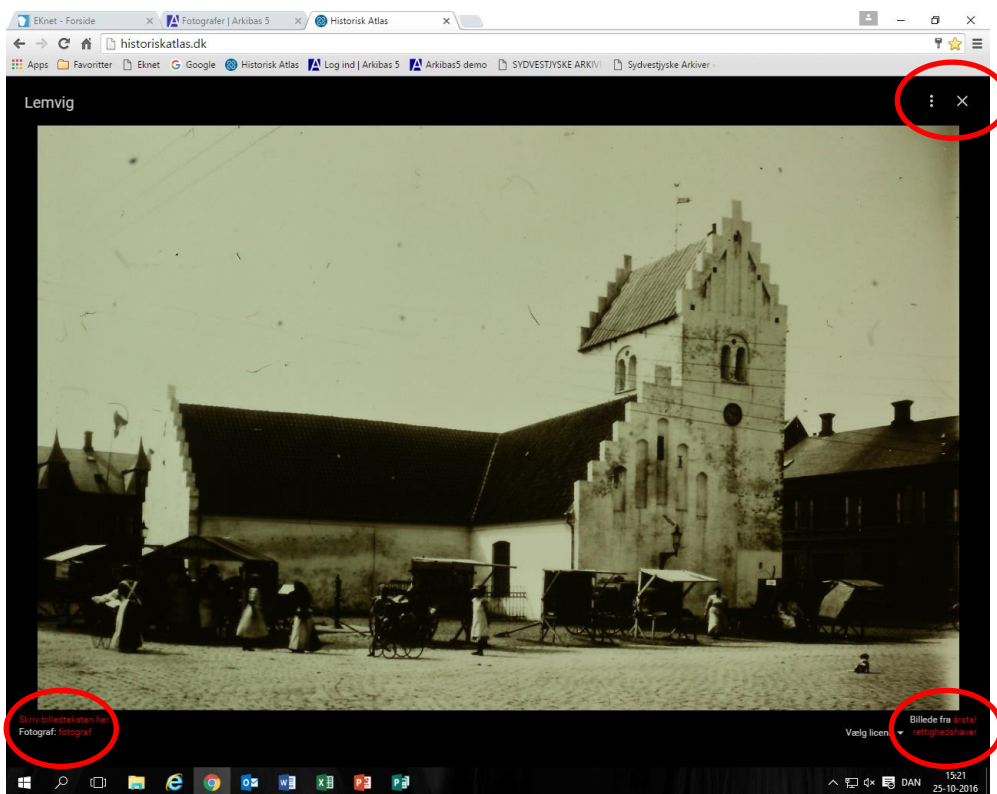 EKnet - Forside
Fotografer | Arkibas 5
Historisk Atlas
historiskatlas.dk
Apps Favoritter Eknet Google Historisk Atlas Log ind | Arkibas 5 Arkibas5 demo SYDVESTJYSKE ARKIV Sydvestjyske Arkiver
Lemvig
Skriv billedteksten her
Fotograf: fotograf
Billede fra årstal
Vælg licens rettighedshaver
DAN
15:21
25-10-2016